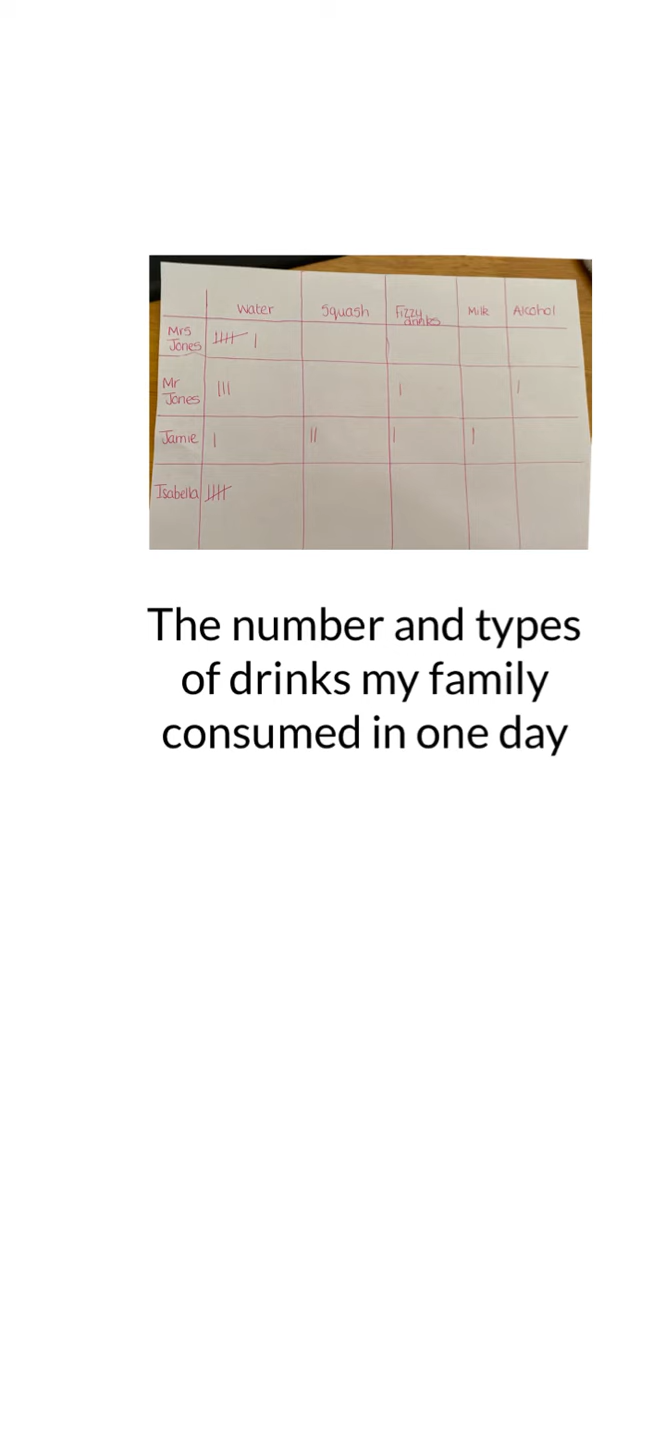 Water Squash Fizzy drinks Milk Alcohol
Mrs Jones
Mr Jones
Jamie
Isabella
The number and types
of drinks my family
consumed in one day